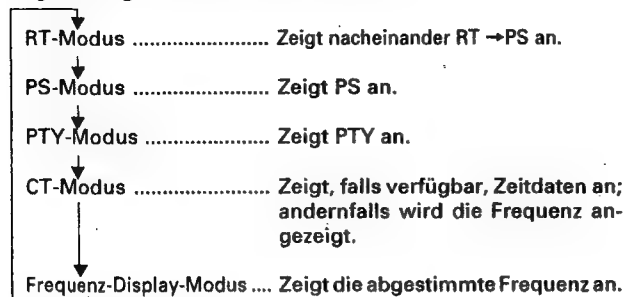 RT-Modus ........................ Zeigt nacheinander RT →PS an.
PS-Modus ........................ Zeigt PS an.
PTY-Modus ...................... Zeigt PTY an.
CT-Modus ........................ Zeigt, falls verfügbar, Zeitdaten an;
andernfalls wird die Frequenz an-
gezeigt.
Frequenz-Display-Modus .... Zeigt die abgestimmte Frequenz an.